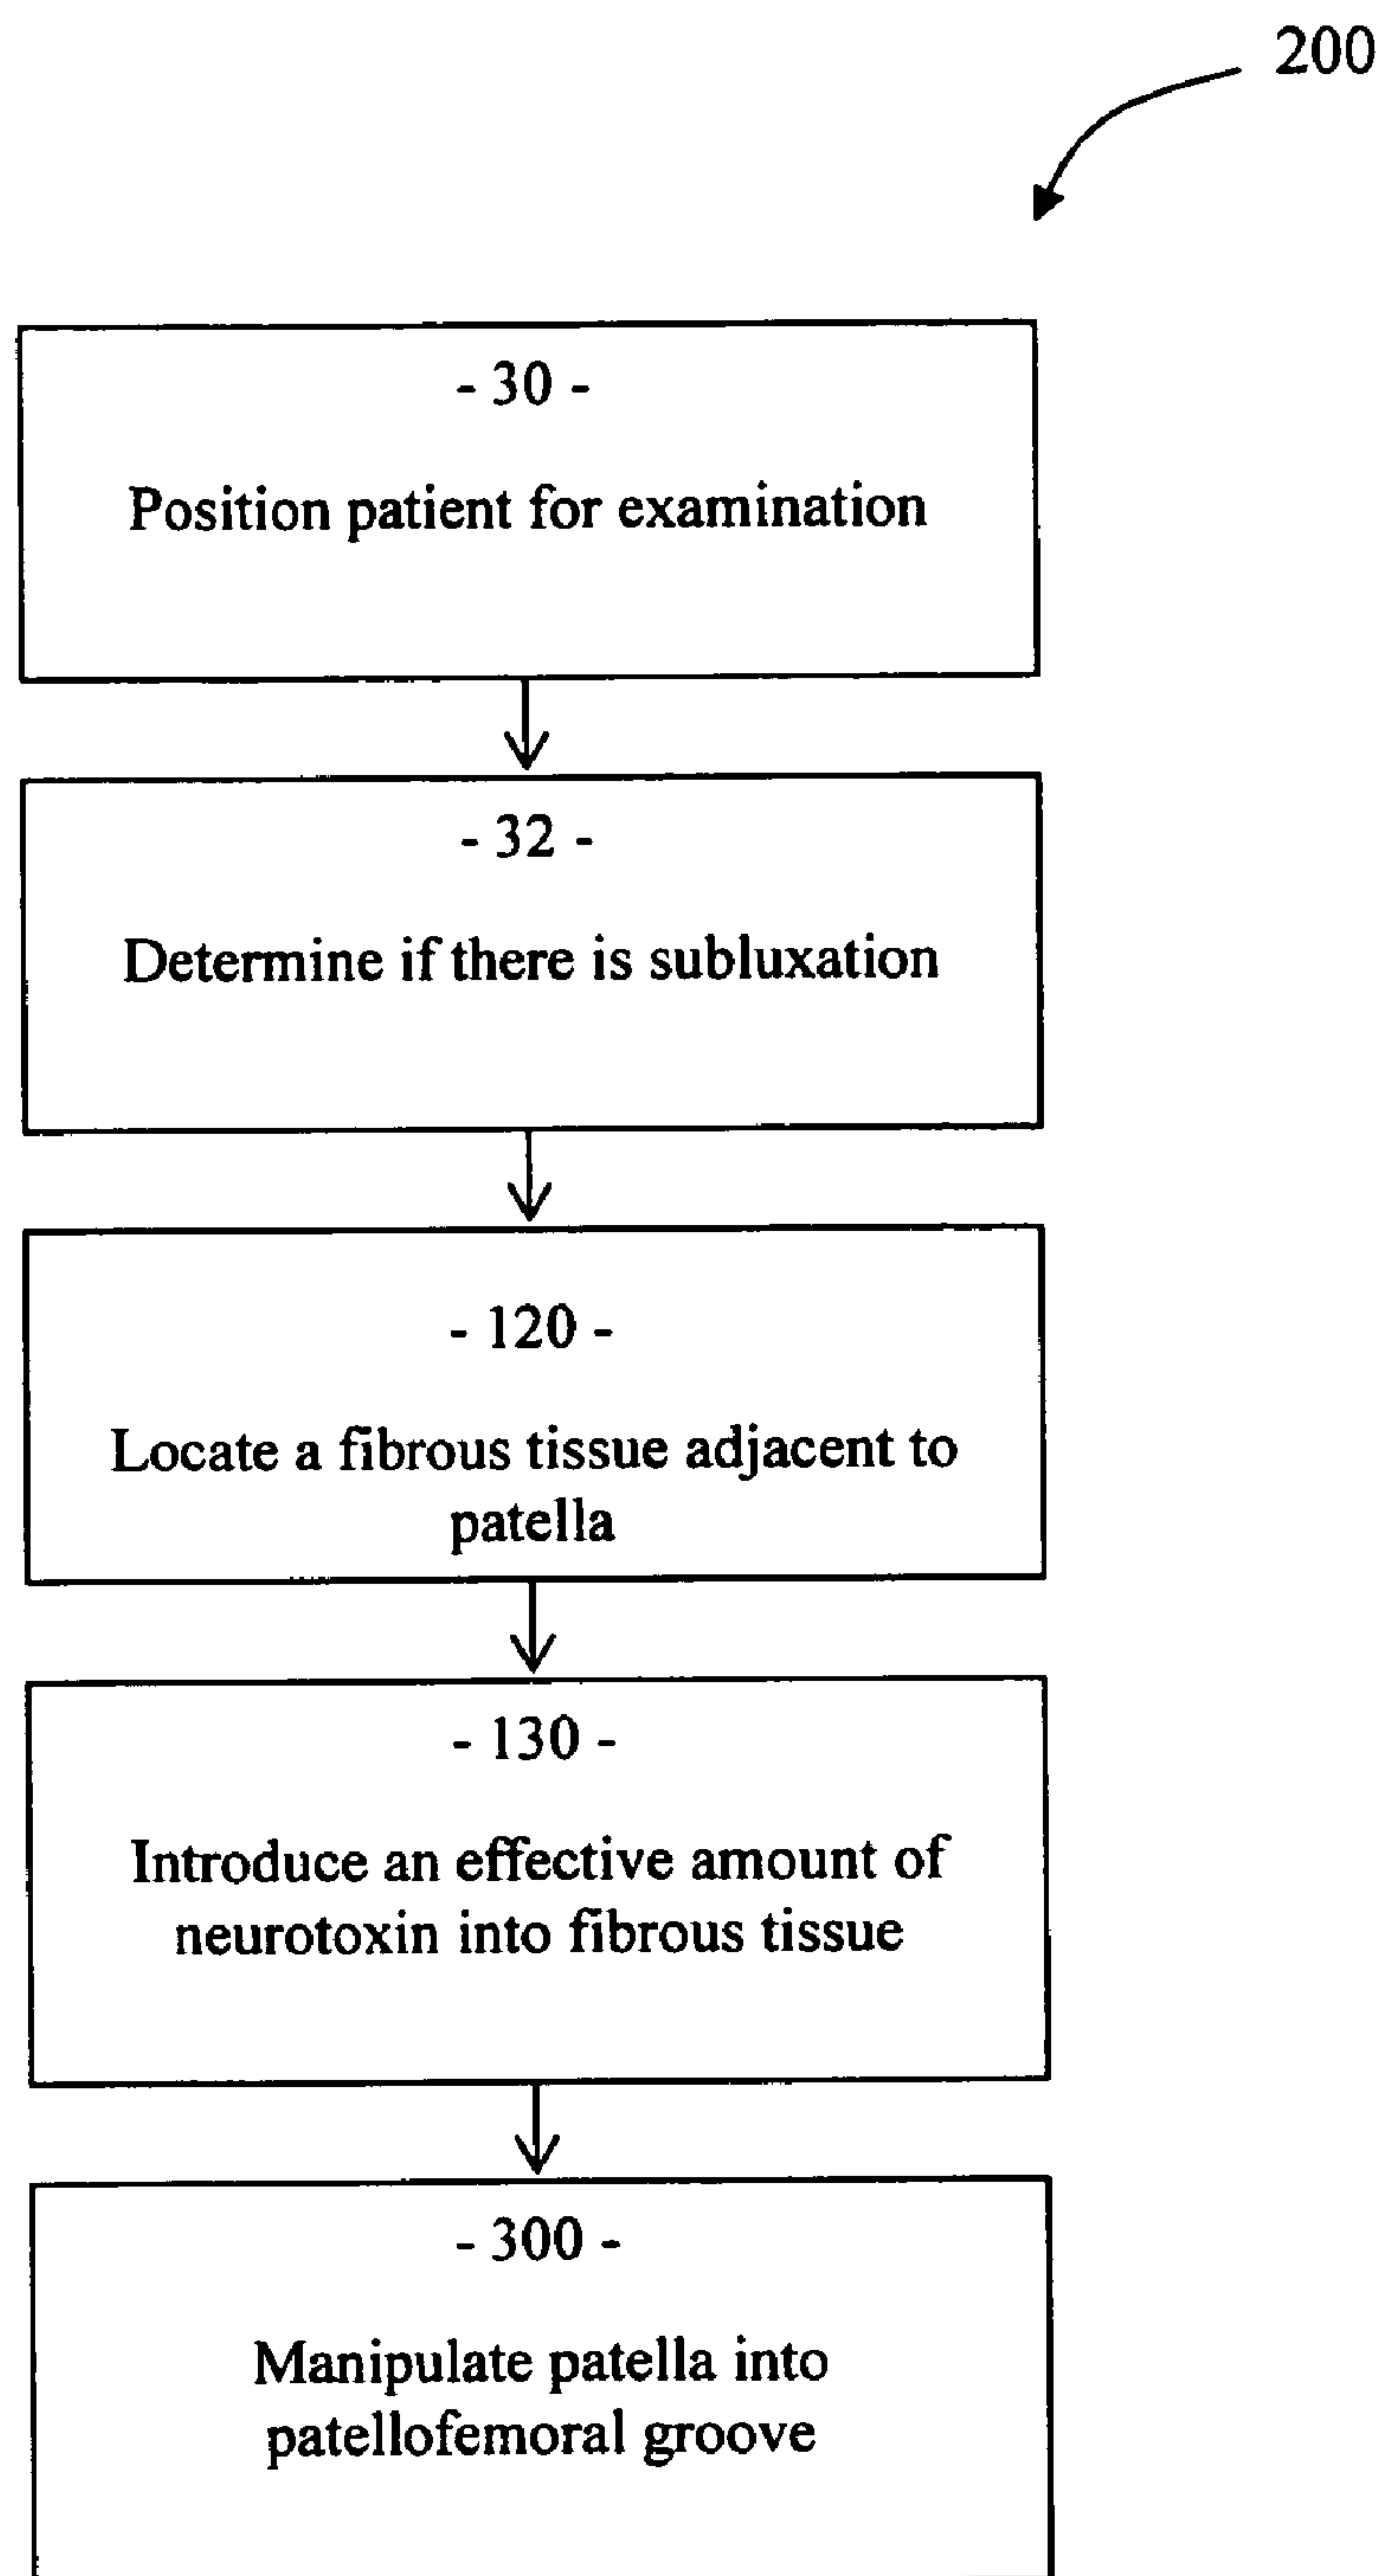 200
- 30 -
Position patient for examination
- 32 -
Determine if there is subluxation
- 120 -
Locate a fibrous tissue adjacent to
patella
- 130 -
Introduce an effective amount of
neurotoxin into fibrous tissue
- 300 -
Manipulate patella into
patellofemoral groove